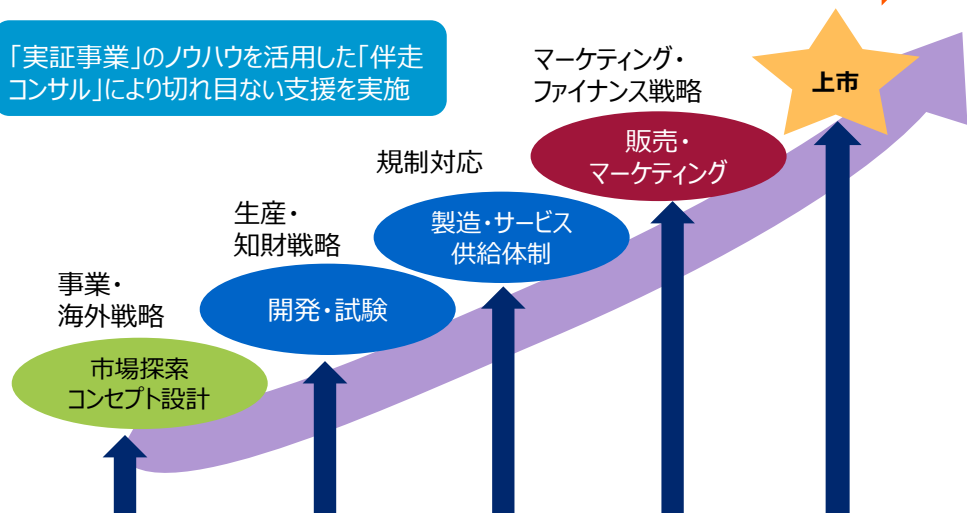 「実証事業」のノウハウを活用した「伴走
コンサル」により切れ目ない支援を実施
マーケティング・
ファイナンス戦略
上市
販売・
マーケティング
規制対応
製造・サービス
供給体制
生産・
知財戦略
開発・試験
事業・
海外戦略
市場探索
コンセプト設計